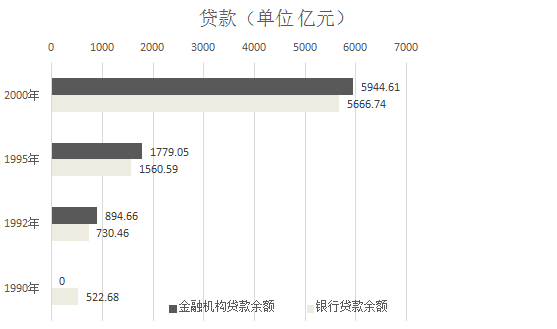 贷款（单位 亿元）
0 1000 2000 3000 4000 5000 6000 7000
2000年 5944.61
5666.74
1995年 1779.05
1560.59
1992年 894.66
730.46
1990年 0
522.68
金融机构贷款余额 银行贷款余额